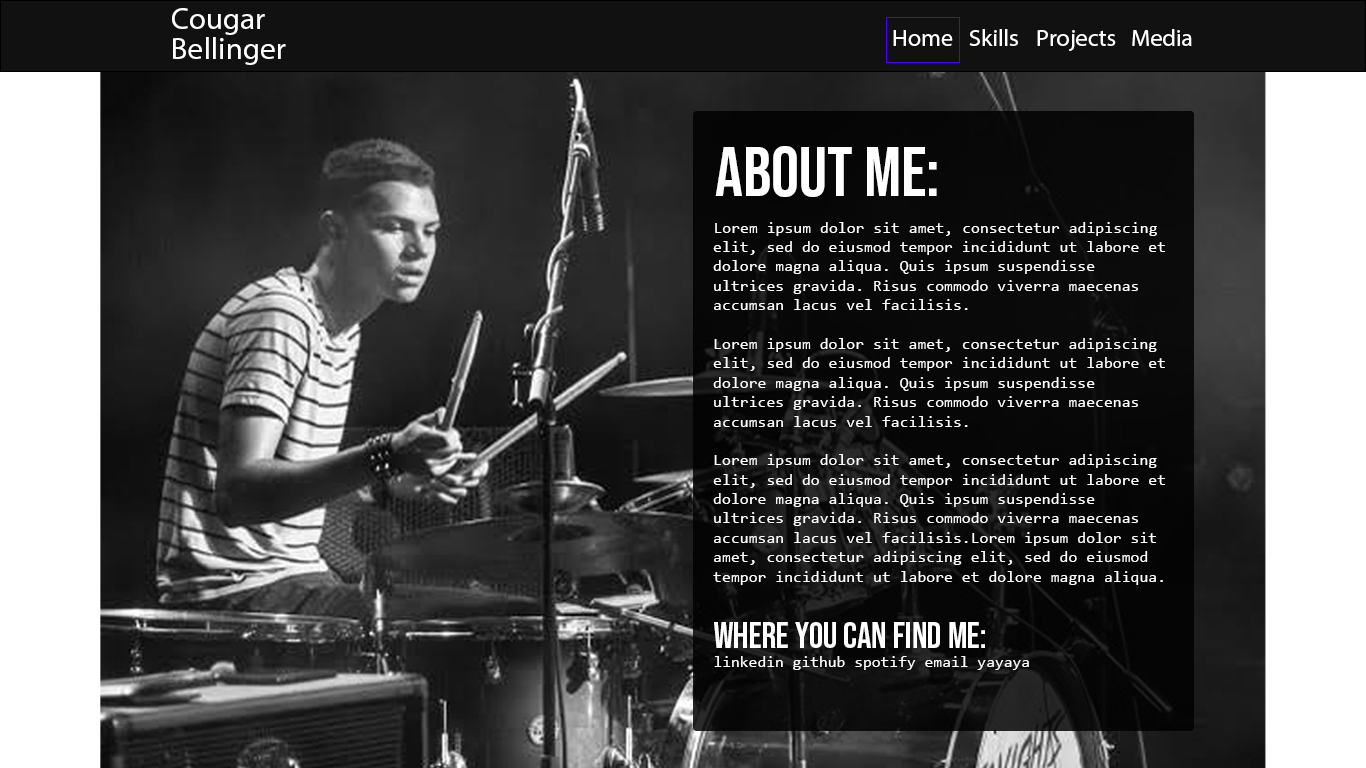 Cougar
Bellinger
Home Skills Projects Media
ABOUT ME:
Lorem ipsum dolor sit amet, consectetur adipiscing
elit, sed do eiusmod tempor incididunt ut labore et
dolore magna aliqua. Quis ipsum suspendisse
ultrices gravida. Risus commodo viverra maecenas
accumsan lacus vel facilisis.
Lorem ipsum dolor sit amet, consectetur adipiscing
elit, sed do eiusmod tempor incididunt ut labore et
dolore magna aliqua. Quis ipsum suspendisse
ultrices gravida. Risus commodo viverra maecenas
accumsan lacus vel facilisis.
Lorem ipsum dolor sit amet, consectetur adipiscing
elit, sed do eiusmod tempor incididunt ut labore et
dolore magna aliqua. Quis ipsum suspendisse
ultrices gravida. Risus commodo viverra maecenas
accumsan lacus vel facilisis.Lorem ipsum dolor sit
amet, consectetur adipiscing elit, sed do eiusmod
tempor incididunt ut labore et dolore magna aliqua.
WHERE YOU CAN FIND ME:
linkedin github spotify email yayaya